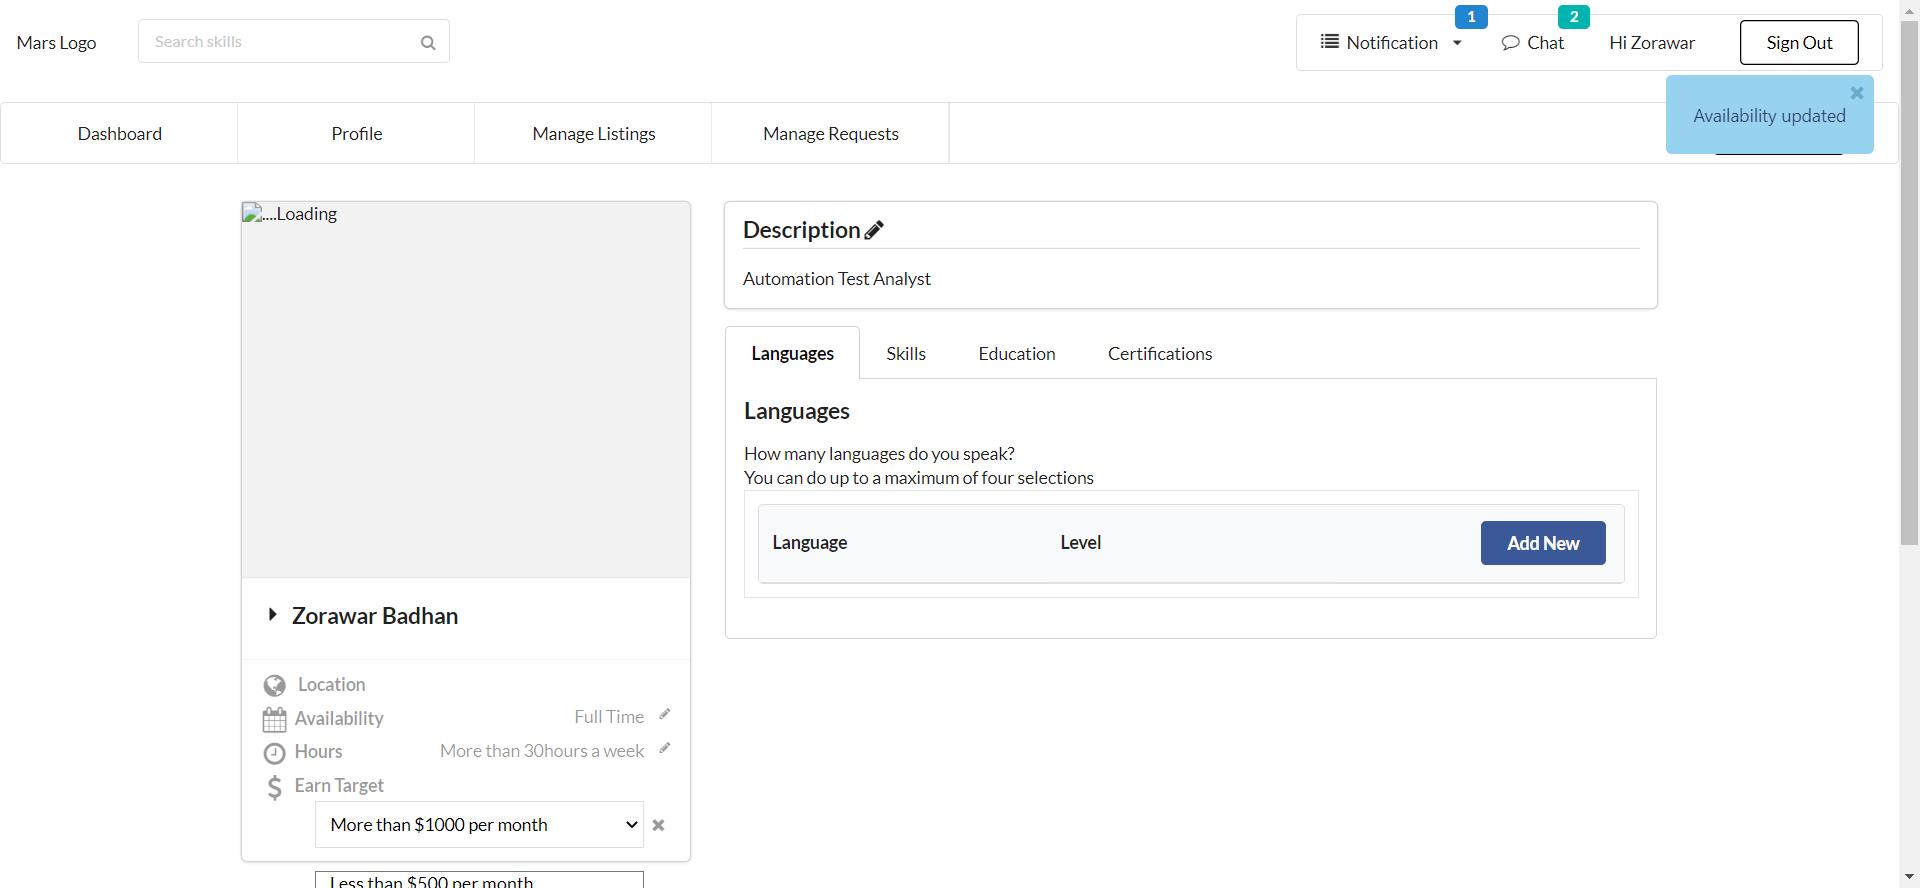 Mars Logo
Search skills
1
Notification
2
Chat
Hi Zorawar
Sign Out
Availability updated
Dashboard
Profile
Manage Listings
Manage Requests
....Loading
Zorawar Badhan
Location
Availability
Full Time
Hours
More than 30hours a week
Earn Target
More than $1000 per month
Less than $500 per month
Description
Automation Test Analyst
Languages
Skills
Education
Certifications
Languages
How many languages do you speak?
You can do up to a maximum of four selections
Language
Level
Add New